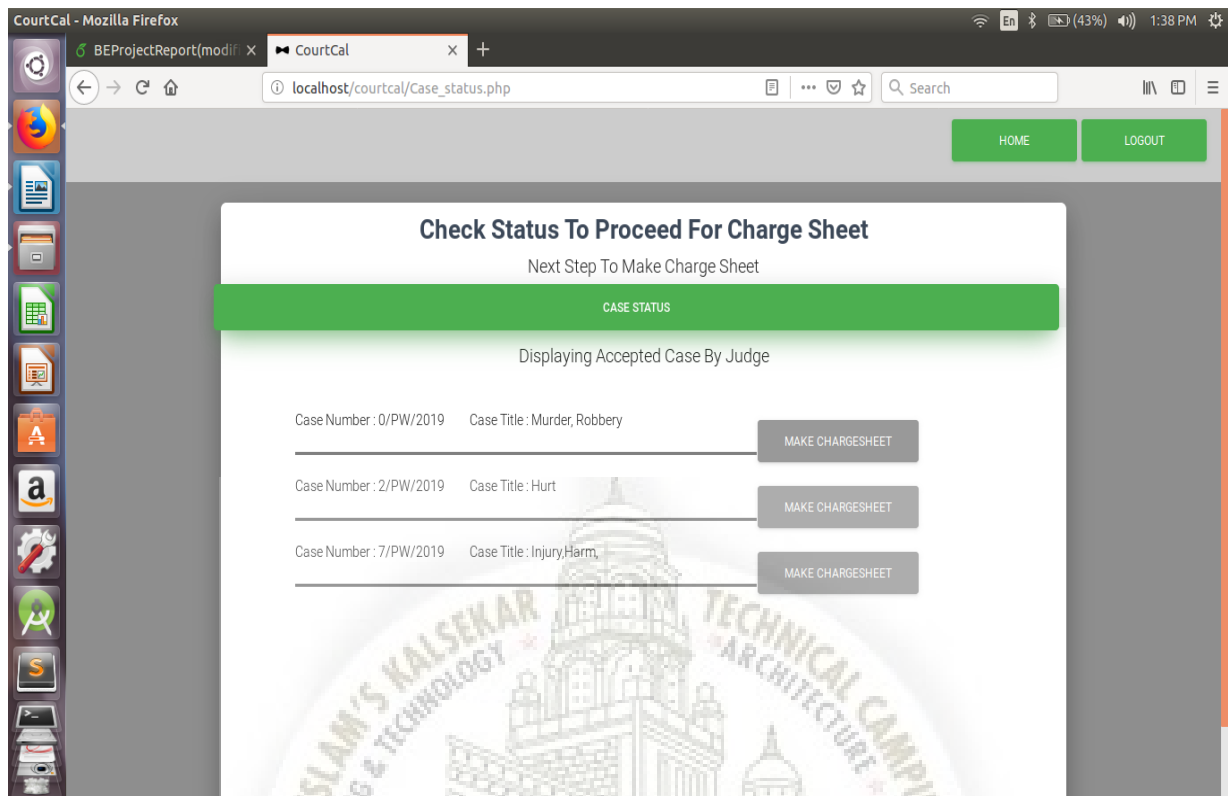 CourtCal - Mozilla Firefox
En (43%) 1:38 PM
BEProjectReport(modifi
CourtCal
localhost/courtcal/Case_status.php
Search
HOME LOGOUT
Check Status To Proceed For Charge Sheet
Next Step To Make Charge Sheet
CASE STATUS
Displaying Accepted Case By Judge
Case Number : 0/PW/2019 Case Title : Murder, Robbery
MAKE CHARGESHEET
Case Number : 2/PW/2019 Case Title : Hurt
MAKE CHARGESHEET
Case Number : 7/PW/2019 Case Title : Injury,Harm,
MAKE CHARGESHEET
ISLAM'S KALSEKAR TECHNICAL
& TECHNOLOGY ARCHITECTURE